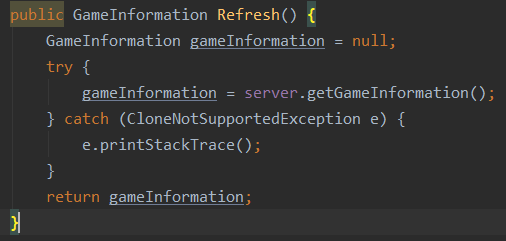 public GameInformation Refresh() {
GameInformation gameInformation = null;
try {
gameInformation = server.getGameInformation();
} catch (CloneNotSupportedException e) {
e.printStackTrace();
}
return gameInformation;
}